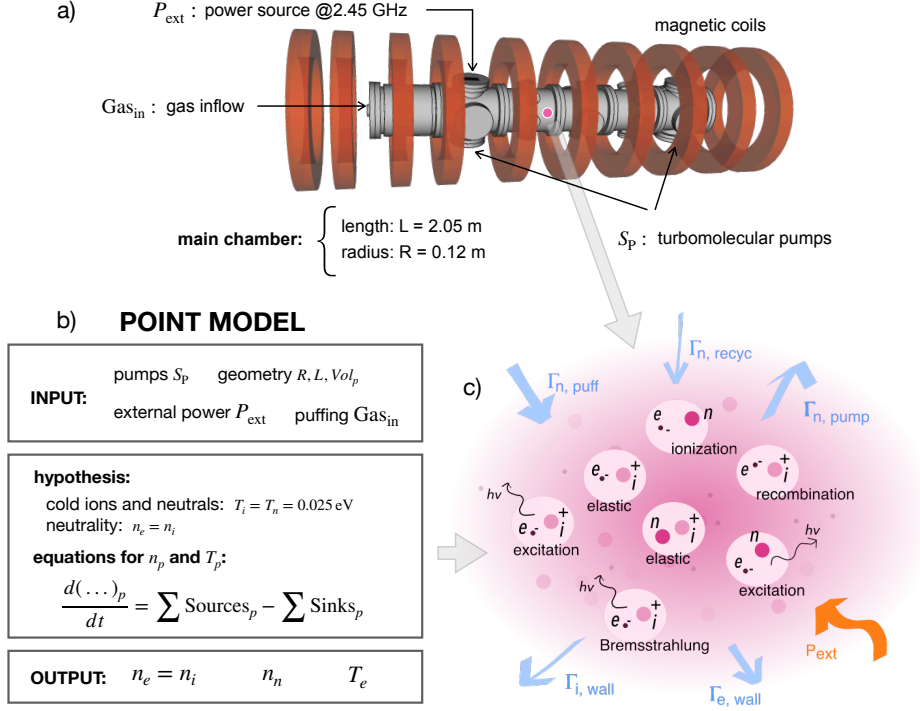 a)
P_ext : power source @2.45 GHz
magnetic coils
Gas_in : gas inflow
main chamber:
length: L = 2.05 m
radius: R = 0.12 m
S_P : turbomolecular pumps
b) POINT MODEL
INPUT:
pumps S_P geometry R, L, Vol_p
external power P_ext puffing Gas_in
hypothesis:
cold ions and neutrals: T_i = T_n = 0.025 eV
neutrality: n_e = n_i
equations for n_p and T_p:
d(...)_p / dt = ∑ Sources_p − ∑ Sinks_p
OUTPUT: n_e = n_i n_n T_e
c)
Γ_n, puff
Γ_n, recyc
Γ_n, pump
e - n
ionization
e - + i
elastic
e - + i
recombination
hν
e - + i
excitation
n + i
elastic
n
e - hν
excitation
hν
e - + i
Bremsstrahlung
P_ext
Γ_i, wall
Γ_e, wall